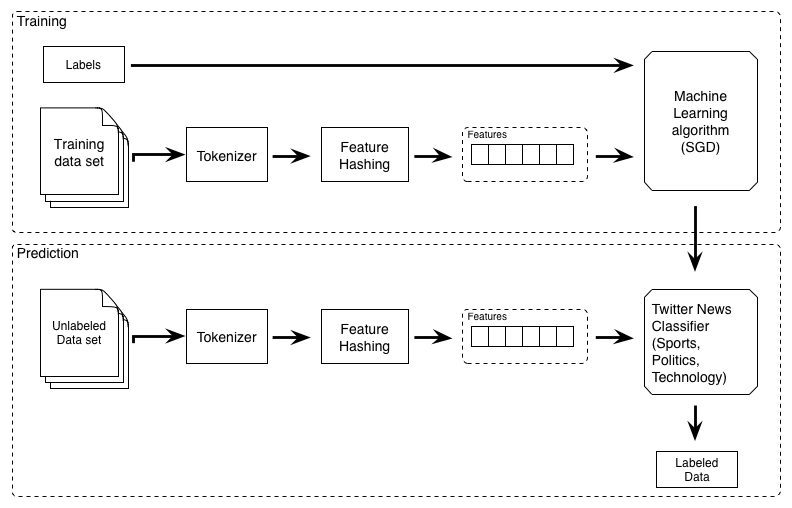 Training
Labels
Training
data set
Tokenizer
Feature
Hashing
Features
Machine
Learning
algorithm
(SGD)
Prediction
Unlabeled
Data set
Tokenizer
Feature
Hashing
Features
Twitter News
Classifier
(Sports,
Politics,
Technology)
Labeled
Data